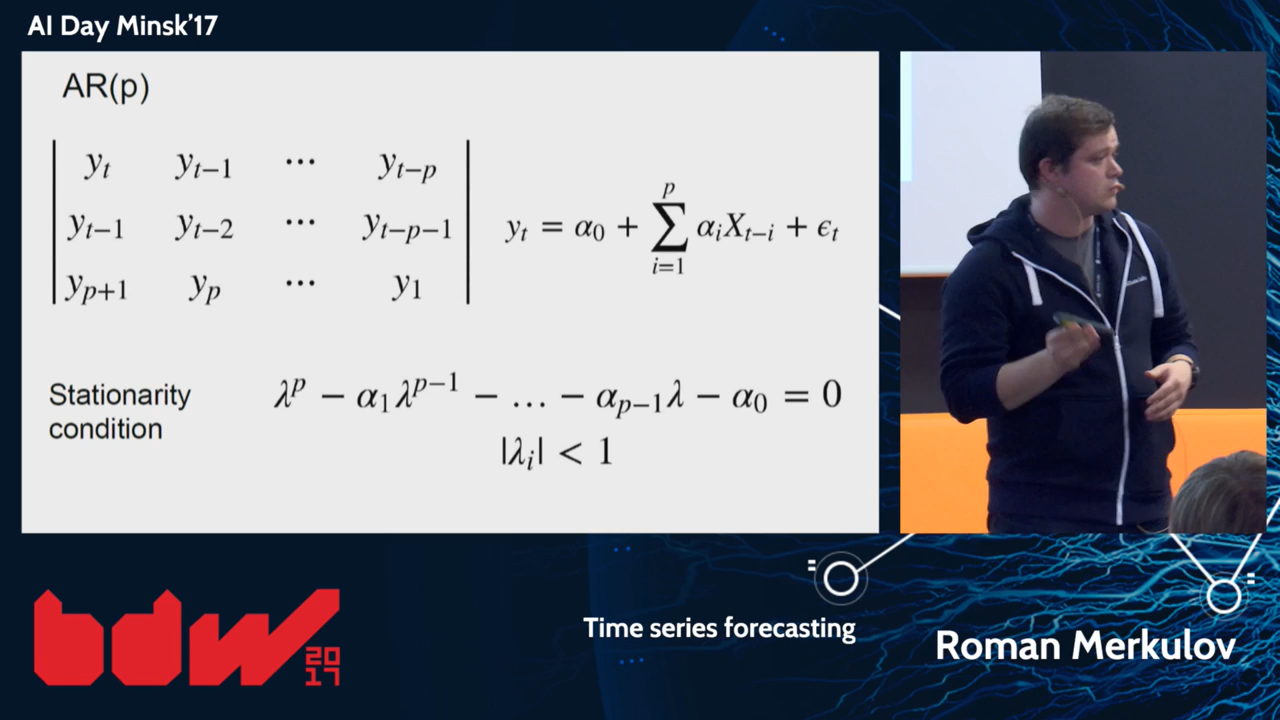 AI Day Minsk'17
AR(p)
y_t y_{t−1} ⋯ y_{t−p}
y_{t−1} y_{t−2} ⋯ y_{t−p−1}
y_{p+1} y_p ⋯ y_1
y_t = α_0 + ∑_{i=1}^{p} α_i X_{t−i} + ϵ_t
Stationarity
condition
λ^p − α_1 λ^{p−1} − … − α_{p−1} λ − α_0 = 0
|λ_i| < 1
bdw
20
17
Time series forecasting
Roman Merkulov